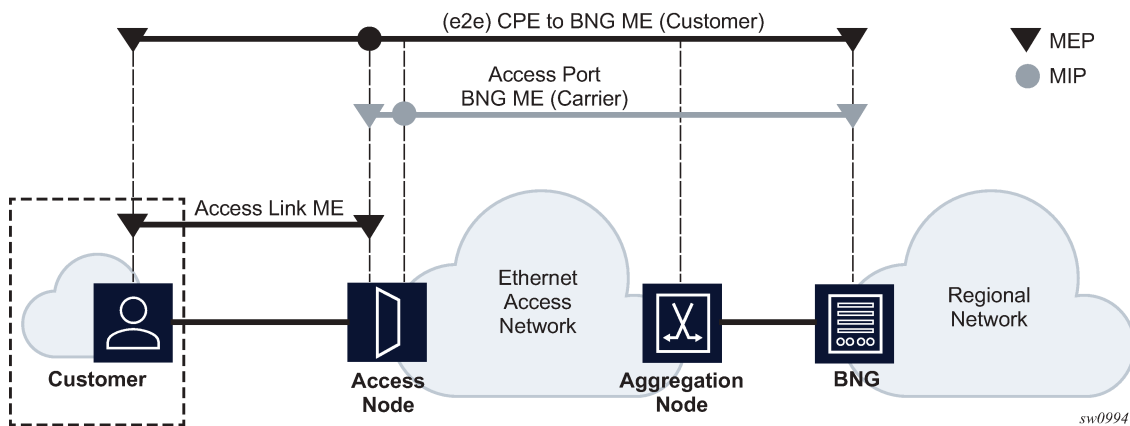 (e2e) CPE to BNG ME (Customer)
MEP
MIP
Access Port
BNG ME (Carrier)
Access Link ME
Ethernet
Access
Network
Regional
Network
Customer
Access
Node
Aggregation
Node
BNG
sw0994